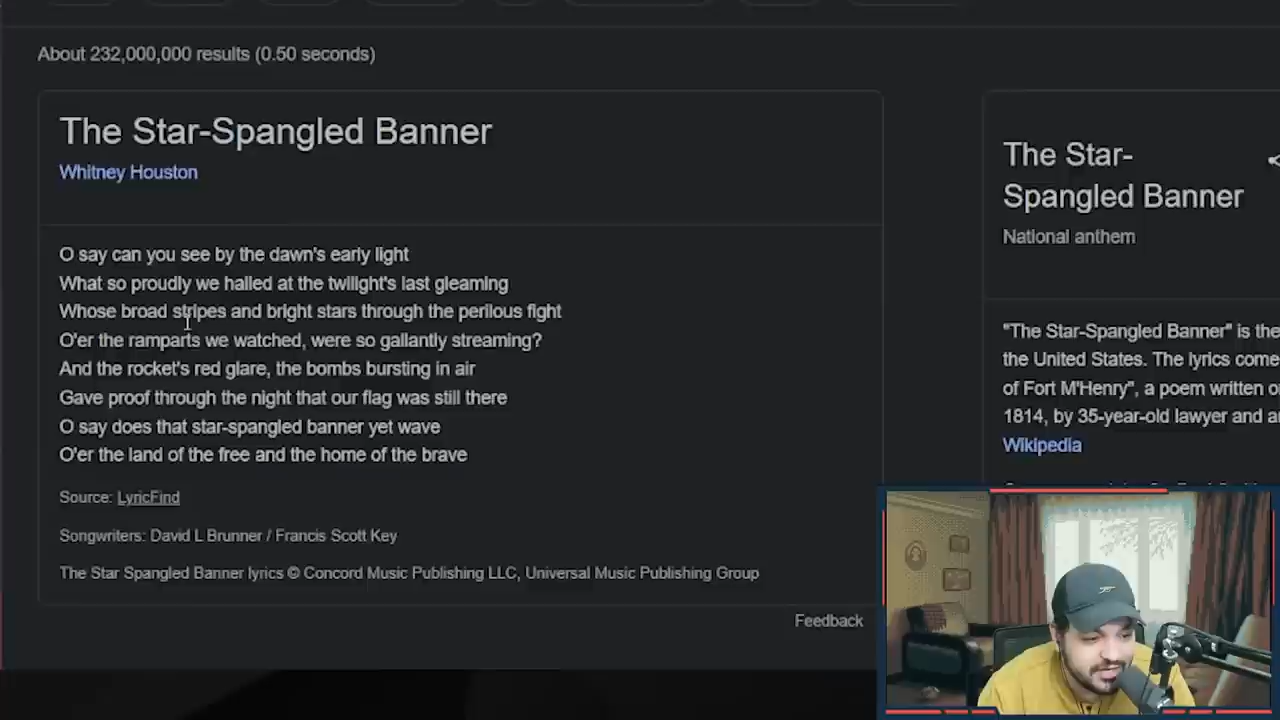 About 232,000,000 results (0.50 seconds)
The Star-Spangled Banner
Whitney Houston
O say can you see by the dawn's early light
What so proudly we hailed at the twilight's last gleaming
Whose broad stripes and bright stars through the perilous fight
O'er the ramparts we watched, were so gallantly streaming?
And the rocket's red glare, the bombs bursting in air
Gave proof through the night that our flag was still there
O say does that star-spangled banner yet wave
O'er the land of the free and the home of the brave
Source: LyricFind
Songwriters: David L Brunner / Francis Scott Key
The Star Spangled Banner lyrics © Concord Music Publishing LLC, Universal Music Publishing Group
Feedback
The Star-
Spangled Banner
National anthem
"The Star-Spangled Banner" is the
the United States. The lyrics come
of Fort M'Henry", a poem written
1814, by 35-year-old lawyer and
Wikipedia